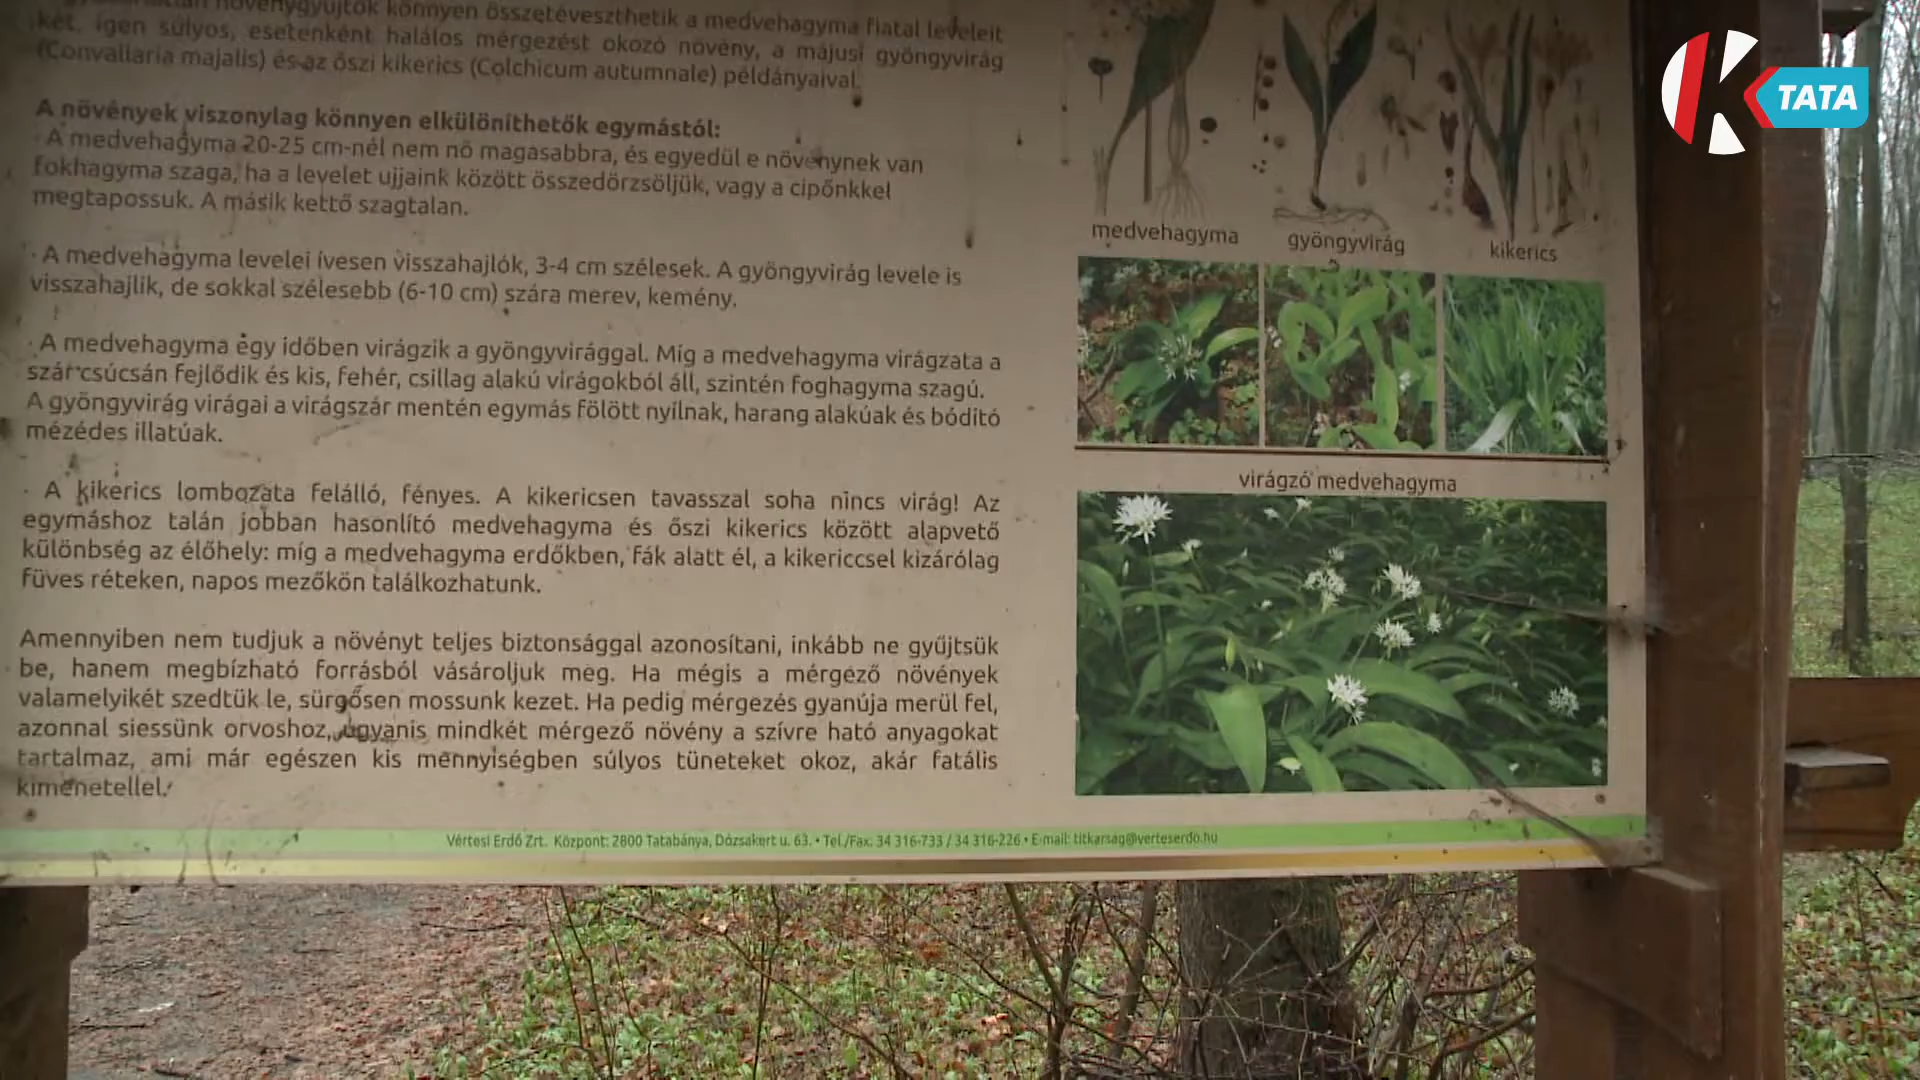 növénygyűjtők könnyen összetéveszthetik a medvehagyma fiatal leveleit
két, igen súlyos, esetenként halálos mérgezést okozó növény, a májusi gyöngyvirág
(Convallaria majalis) és az őszi kikerics (Colchicum autumnale) példányaival.
A növények viszonylag könnyen elkülöníthetők egymástól:
· A medvehagyma 20-25 cm-nél nem nő magasabbra, és egyedül e növénynek van
fokhagyma szaga, ha a levelet ujjaink között összedörzsöljük, vagy a cipőnkkel
megtapossuk. A másik kettő szagtalan.
· A medvehagyma levelei ívesen visszahajlók, 3-4 cm szélesek. A gyöngyvirág levele is
visszahajlik, de sokkal szélesebb (6-10 cm) szára merev, kemény.
· A medvehagyma egy időben virágzik a gyöngyvirággal. Míg a medvehagyma virágzata a
szár csúcsán fejlődik és kis, fehér, csillag alakú virágokból áll, szintén foghagyma szagú.
A gyöngyvirág virágai a virágszár mentén egymás fölött nyílnak, harang alakúak és bódító
mézédes illatúak.
· A kikerics lombozata felálló, fényes. A kikericsen tavasszal soha nincs virág! Az
egymáshoz talán jobban hasonlító medvehagyma és őszi kikerics között alapvető
különbség az élőhely: míg a medvehagyma erdőkben, fák alatt él, a kikericcsel kizárólag
füves réteken, napos mezőkön találkozhatunk.
Amennyiben nem tudjuk a növényt teljes biztonsággal azonosítani, inkább ne gyűjtsük
be, hanem megbízható forrásból vásároljuk meg. Ha mégis a mérgező növények
valamelyikét szedtük le, sürgősen mossunk kezet. Ha pedig mérgezés gyanúja merül fel,
azonnal siessünk orvoshoz, ugyanis mindkét mérgező növény a szívre ható anyagokat
tartalmaz, ami már egészen kis mennyiségben súlyos tüneteket okoz, akár fatális
kimenetellel.
medvehagyma gyöngyvirág kikerics
virágzó medvehagyma
Vértesi Erdő Zrt. Központ: 2800 Tatabánya, Dózsakert u. 63. • Tel./Fax: 34 316-733 / 34 316-226 • E-mail: titkarsag@verteserdo.hu
K TATA